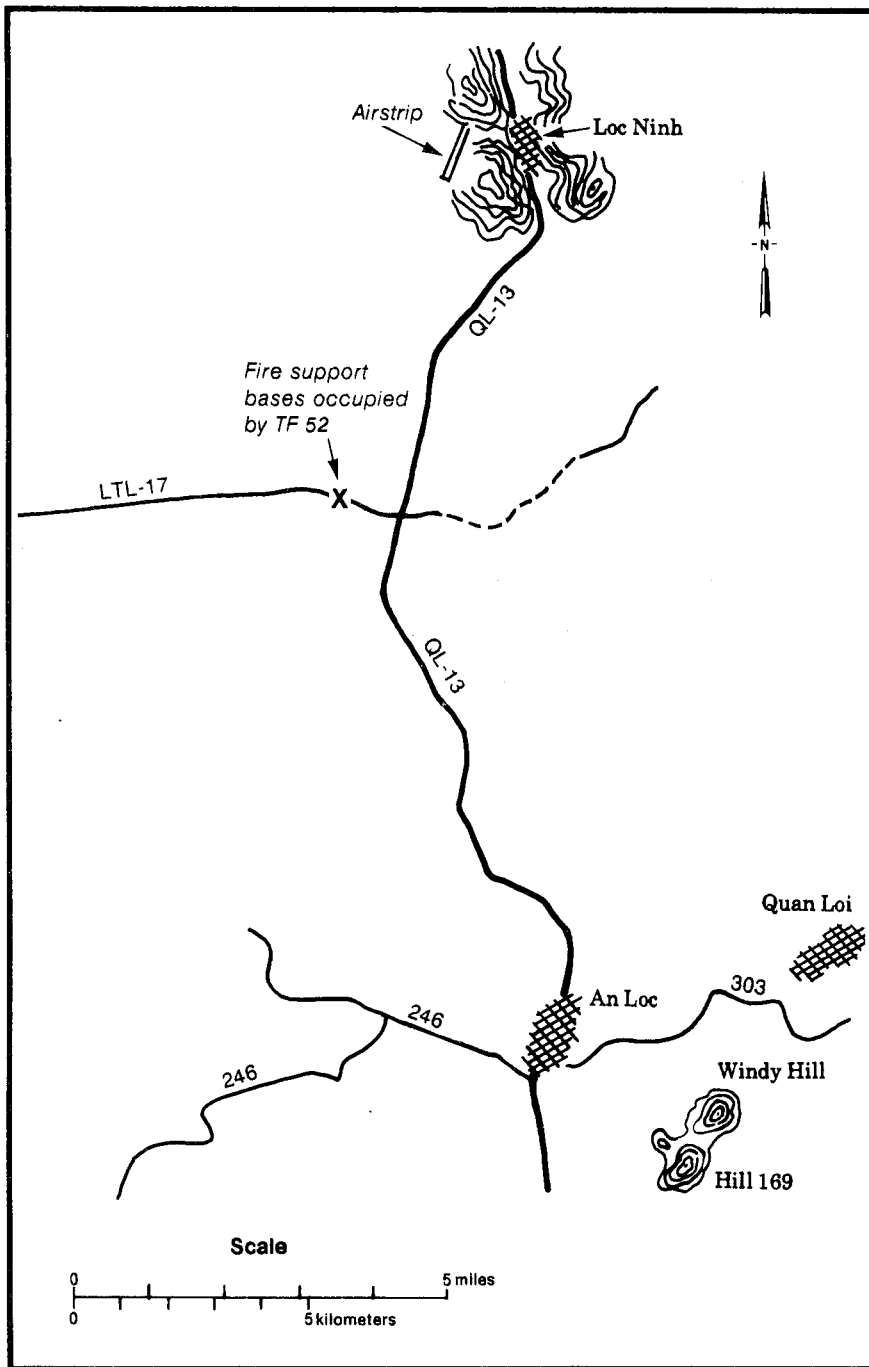 Airstrip
Loc Ninh
-N-
QL-13
Fire support
bases occupied
by TF 52
LTL-17
X
QL-13
Quan Loi
An Loc
303
246
246
Windy Hill
Hill 169
Scale
0
5 miles
0
5 kilometers